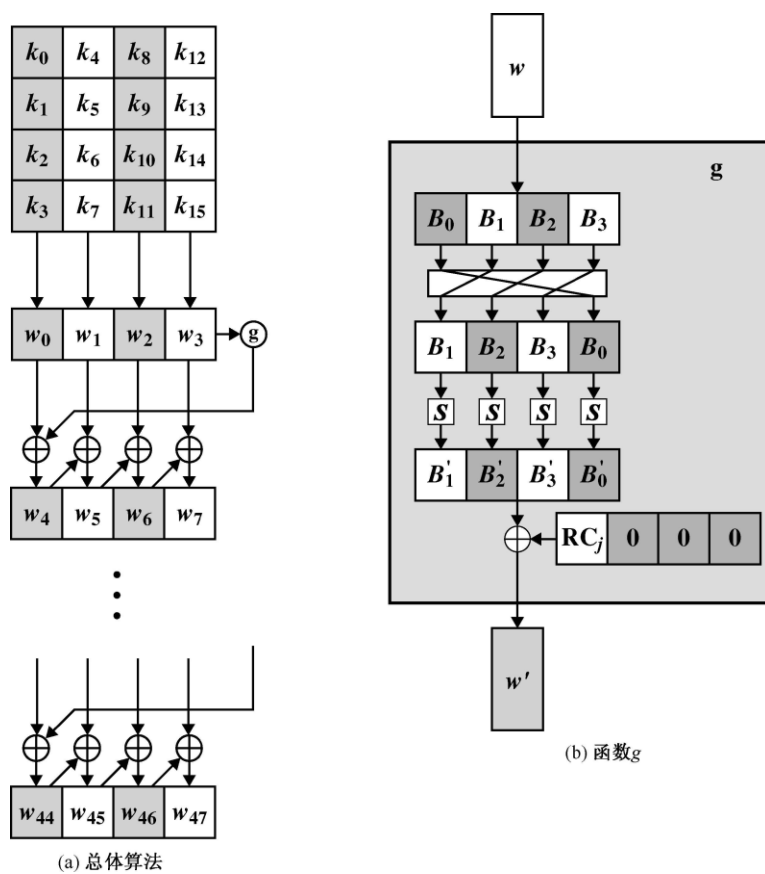 k0 k4 k8 k12
k1 k5 k9 k13
k2 k6 k10 k14
k3 k7 k11 k15
w0 w1 w2 w3 g
w4 w5 w6 w7
w44 w45 w46 w47
(a) 总体算法
w
g
B0 B1 B2 B3
B1 B2 B3 B0
S S S S
B'1 B'2 B'3 B'0
RCj 0 0 0
w'
(b) 函数g